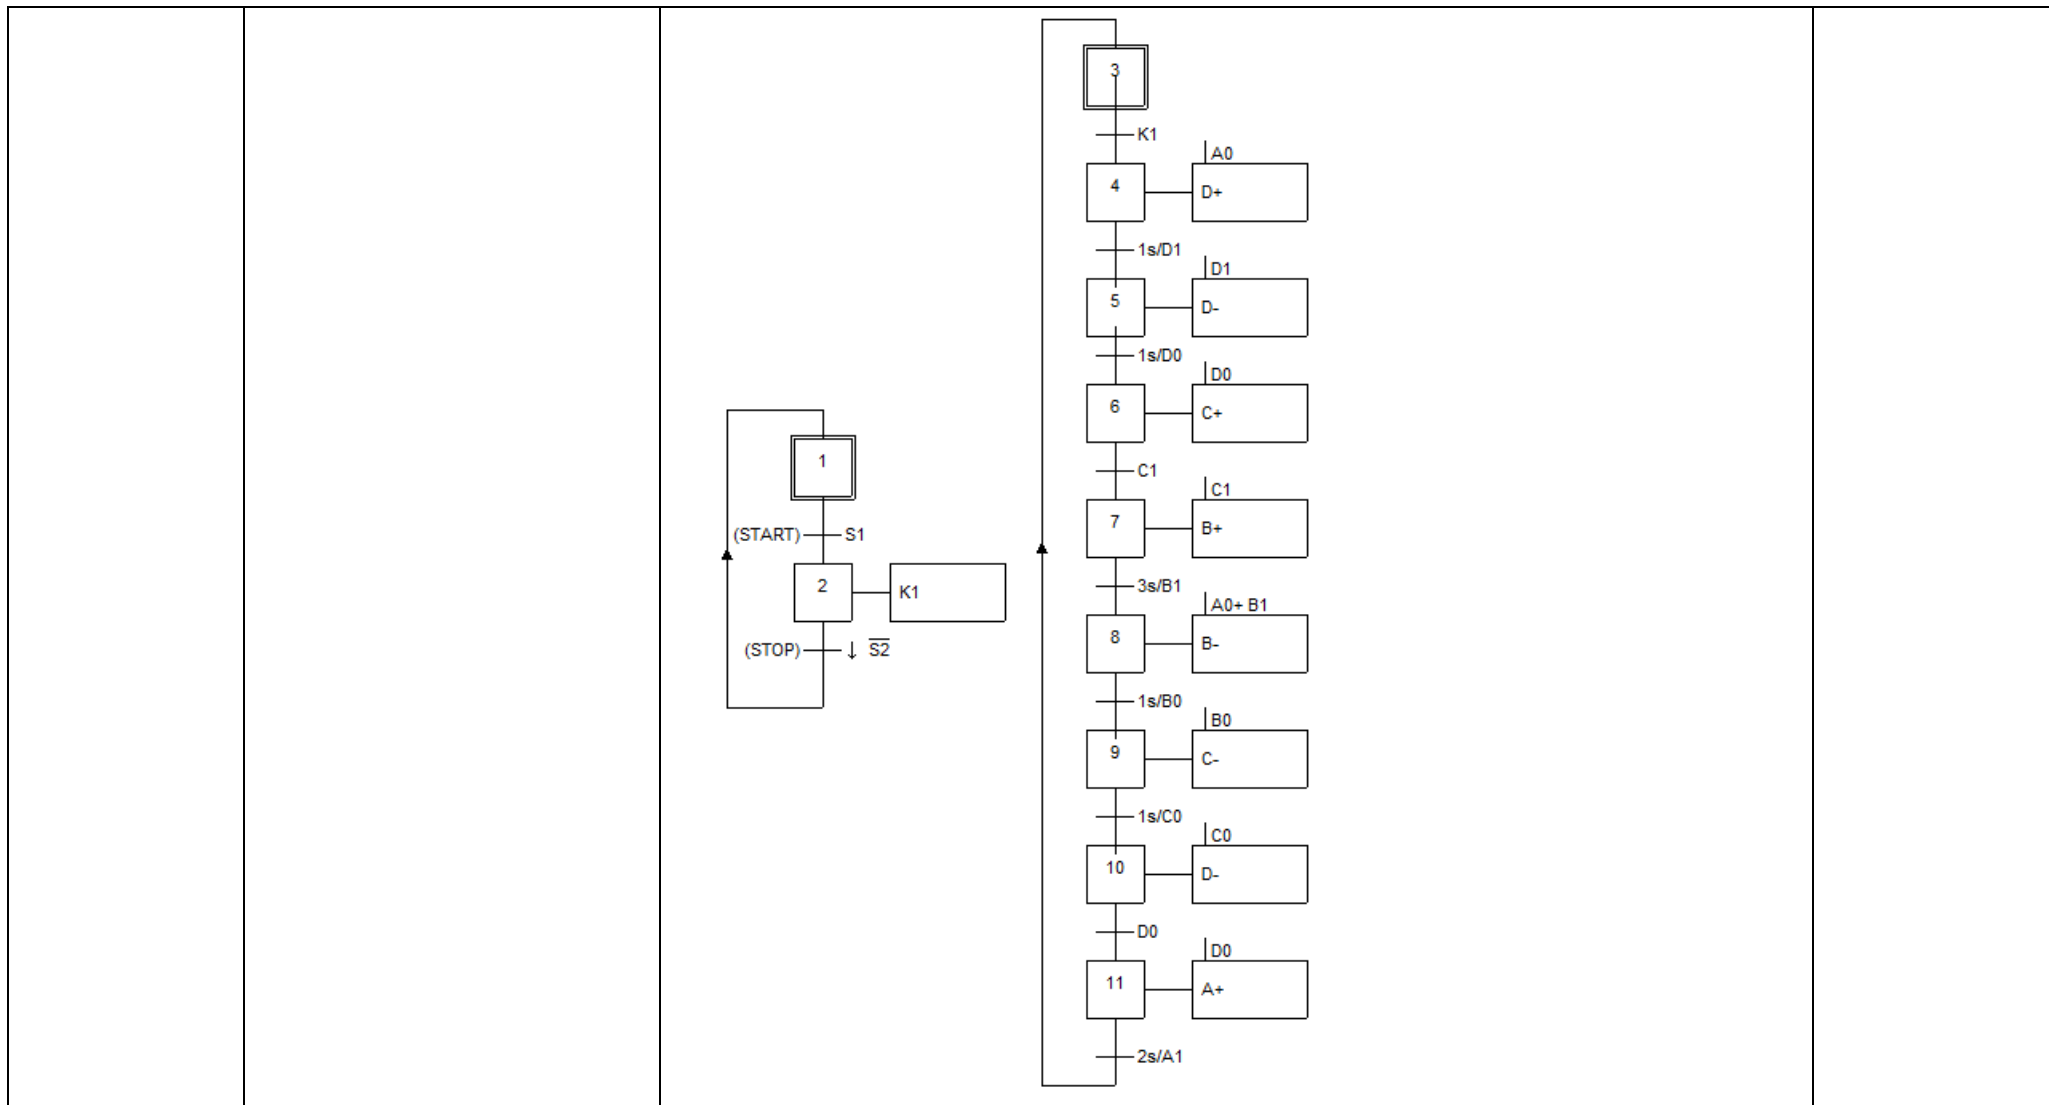 1
(START) S1
2 K1
(STOP) ↓ S2
3
K1
A0
4 D+
1s/D1
D1
5 D-
1s/D0
D0
6 C+
C1
C1
7 B+
3s/B1
A0+ B1
8 B-
1s/B0
B0
9 C-
1s/C0
C0
10 D-
D0
D0
11 A+
2s/A1